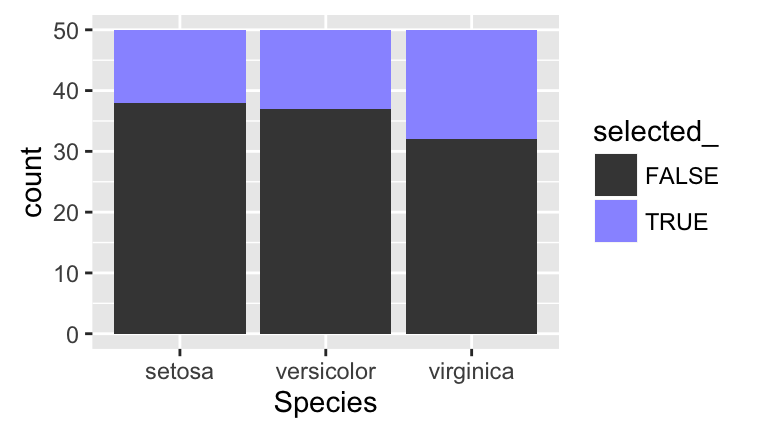 50
40
30
20
10
0
count
setosa versicolor virginica
Species
selected_
FALSE
TRUE